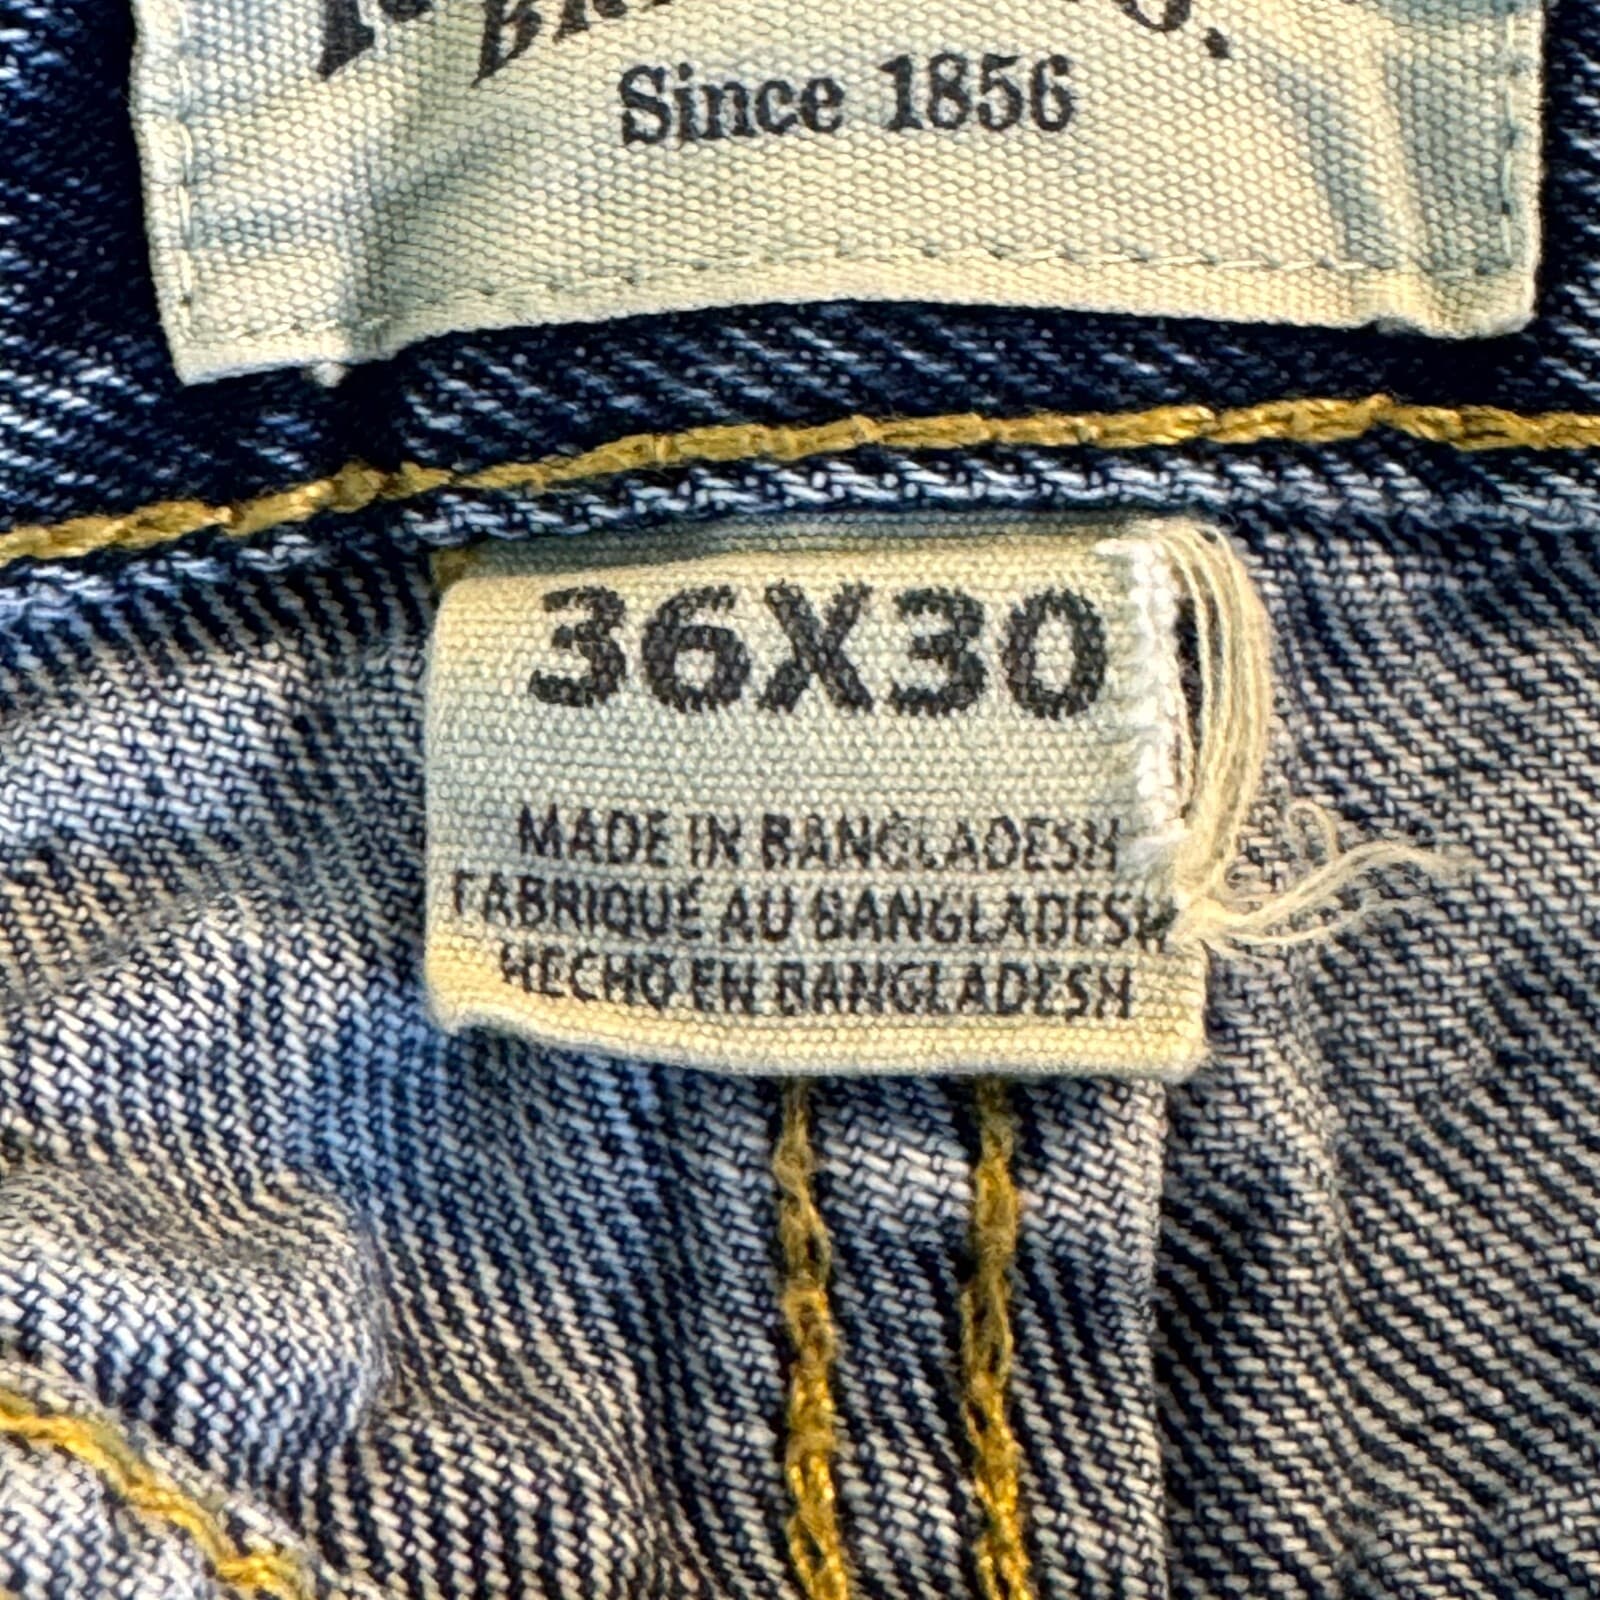 Since 1856
36X30
MADE IN BANGLADESH
FABRIQUÉ AU BANGLADESH
HECHO EN BANGLADESH